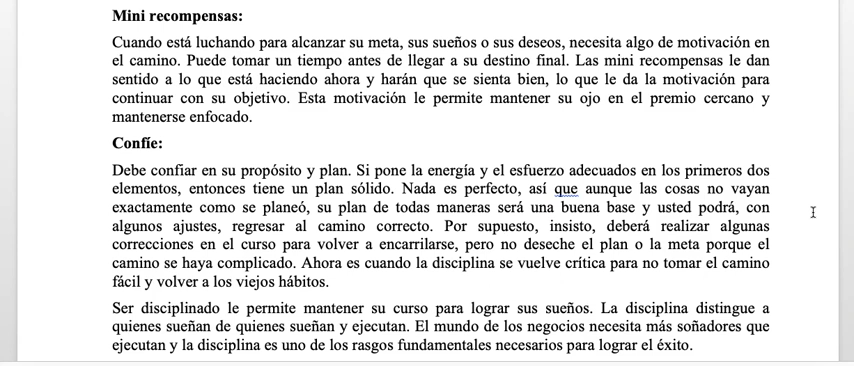 Mini recompensas:
Cuando está luchando para alcanzar su meta, sus sueños o sus deseos, necesita algo de motivación en
el camino. Puede tomar un tiempo antes de llegar a su destino final. Las mini recompensas le dan
sentido a lo que está haciendo ahora y harán que se sienta bien, lo que le da la motivación para
continuar con su objetivo. Esta motivación le permite mantener su ojo en el premio cercano y
mantenerse enfocado.
Confíe:
Debe confiar en su propósito y plan. Si pone la energía y el esfuerzo adecuados en los primeros dos
elementos, entonces tiene un plan sólido. Nada es perfecto, así que aunque las cosas no vayan
exactamente como se planeó, su plan de todas maneras será una buena base y usted podrá, con
algunos ajustes, regresar al camino correcto. Por supuesto, insisto, deberá realizar algunas
correcciones en el curso para volver a encarrilarse, pero no deseche el plan o la meta porque el
camino se haya complicado. Ahora es cuando la disciplina se vuelve crítica para no tomar el camino
fácil y volver a los viejos hábitos.
Ser disciplinado le permite mantener su curso para lograr sus sueños. La disciplina distingue a
quienes sueñan de quienes sueñan y ejecutan. El mundo de los negocios necesita más soñadores que
ejecutan y la disciplina es uno de los rasgos fundamentales necesarios para lograr el éxito.